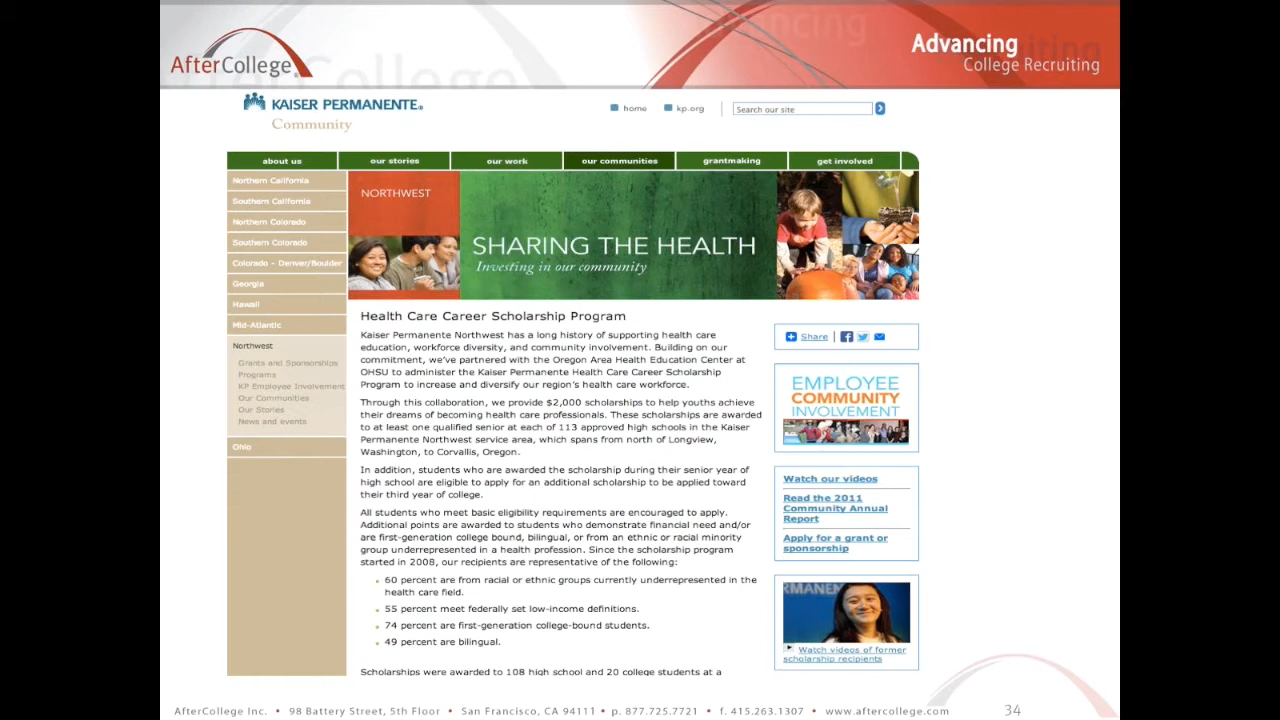 AfterCollege
Advancing
College Recruiting
KAISER PERMANENTE®
Community
home
kp.org
Search our site
about us
our stories
our work
our communities
grantmaking
get involved
Northern California
Southern California
Northern Colorado
Southern Colorado
Colorado - Denver/Boulder
Georgia
Hawaii
Mid-Atlantic
Northwest
Grants and Sponsorships
Programs
KP Employee Involvement
Our Communities
Our Stories
News and events
Ohio
NORTHWEST
SHARING THE HEALTH
Investing in our community
Health Care Career Scholarship Program
Kaiser Permanente Northwest has a long history of supporting health care
education, workforce diversity, and community involvement. Building on our
commitment, we've partnered with the Oregon Area Health Education Center at
OHSU to administer the Kaiser Permanente Health Care Career Scholarship
Program to increase and diversify our region's health care workforce.
Through this collaboration, we provide $2,000 scholarships to help youths achieve
their dreams of becoming health care professionals. These scholarships are awarded
to at least one qualified senior at each of 113 approved high schools in the Kaiser
Permanente Northwest service area, which spans from north of Longview,
Washington, to Corvallis, Oregon.
In addition, students who are awarded the scholarship during their senior year of
high school are eligible to apply for an additional scholarship to be applied toward
their third year of college.
All students who meet basic eligibility requirements are encouraged to apply.
Additional points are awarded to students who demonstrate financial need and/or
are first-generation college bound, bilingual, or from an ethnic or racial minority
group underrepresented in a health profession. Since the scholarship program
started in 2008, our recipients are representative of the following:
60 percent are from racial or ethnic groups currently underrepresented in the
health care field.
55 percent meet federally set low-income definitions.
74 percent are first-generation college-bound students.
49 percent are bilingual.
Scholarships were awarded to 108 high school and 20 college students at a
Share |
EMPLOYEE
COMMUNITY
INVOLVEMENT
Watch our videos
Read the 2011
Community Annual
Report
Apply for a grant or
sponsorship
Watch videos of former
scholarship recipients
AfterCollege Inc. • 98 Battery Street, 5th Floor • San Francisco, CA 94111 • p. 877.725.7721 • f. 415.263.1307 • www.aftercollege.com
34